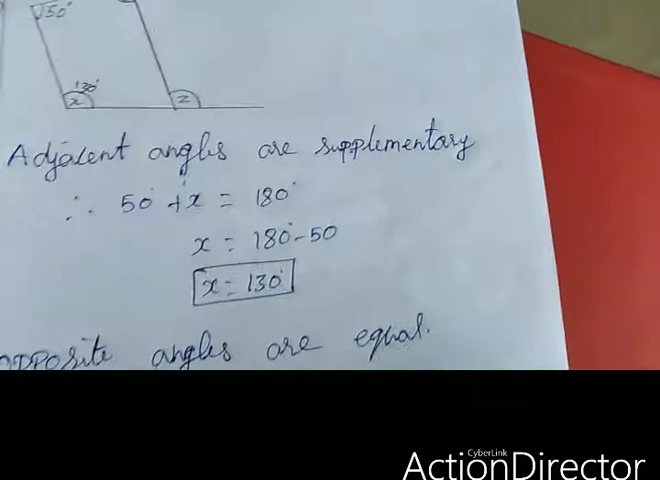 50°
130°
x
z
Adjacent angles are supplementary
∴ 50° + x = 180°
x = 180° - 50
x = 130°
opposite angles are equal.
CyberLink
ActionDirector